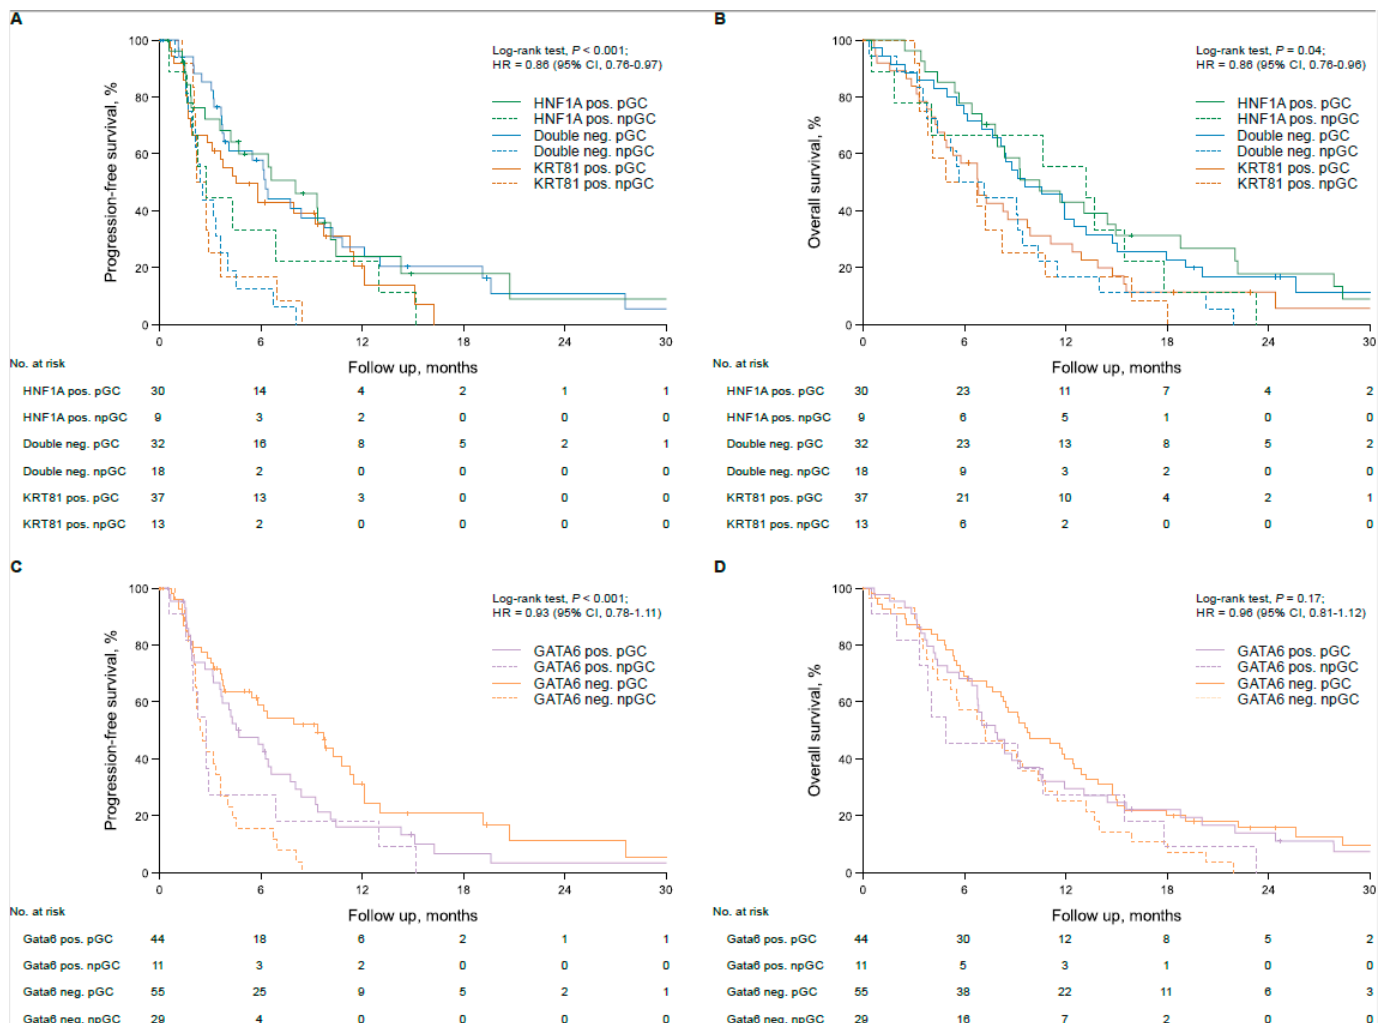 A
Log-rank test, P < 0.001;
HR = 0.86 (95% CI, 0.76-0.97)
HNF1A pos. pGC
HNF1A pos. npGC
Double neg. pGC
Double neg. npGC
KRT81 pos. pGC
KRT81 pos. npGC
Progression-free survival, %
100
80
60
40
20
0
0 6 12 18 24 30
Follow up, months
No. at risk
HNF1A pos. pGC 30 14 4 2 1 1
HNF1A pos. npGC 9 3 2 0 0 0
Double neg. pGC 32 16 8 5 2 1
Double neg. npGC 18 2 0 0 0 0
KRT81 pos. pGC 37 13 3 0 0 0
KRT81 pos. npGC 13 2 0 0 0 0
B
Log-rank test, P = 0.04;
HR = 0.86 (95% CI, 0.76-0.96)
HNF1A pos. pGC
HNF1A pos. npGC
Double neg. pGC
Double neg. npGC
KRT81 pos. pGC
KRT81 pos. npGC
Overall survival, %
100
80
60
40
20
0
0 6 12 18 24 30
Follow up, months
No. at risk
HNF1A pos. pGC 30 23 11 7 4 2
HNF1A pos. npGC 9 6 5 1 0 0
Double neg. pGC 32 23 13 8 5 2
Double neg. npGC 18 9 3 2 0 0
KRT81 pos. pGC 37 21 10 4 2 1
KRT81 pos. npGC 13 6 2 0 0 0
C
Log-rank test, P < 0.001;
HR = 0.93 (95% CI, 0.78-1.11)
GATA6 pos. pGC
GATA6 pos. npGC
GATA6 neg. pGC
GATA6 neg. npGC
Progression-free survival, %
100
80
60
40
20
0
0 6 12 18 24 30
Follow up, months
No. at risk
Gata6 pos. pGC 44 18 6 2 1 1
Gata6 pos. npGC 11 3 2 0 0 0
Gata6 neg. pGC 55 25 9 5 2 1
Gata6 neg. npGC 29 4 0 0 0 0
D
Log-rank test, P = 0.17;
HR = 0.96 (95% CI, 0.81-1.12)
GATA6 pos. pGC
GATA6 pos. npGC
GATA6 neg. pGC
GATA6 neg. npGC
Overall survival, %
100
80
60
40
20
0
0 6 12 18 24 30
Follow up, months
No. at risk
Gata6 pos. pGC 44 30 12 8 5 2
Gata6 pos. npGC 11 5 3 1 0 0
Gata6 neg. pGC 55 38 22 11 6 3
Gata6 neg. npGC 29 16 7 2 0 0